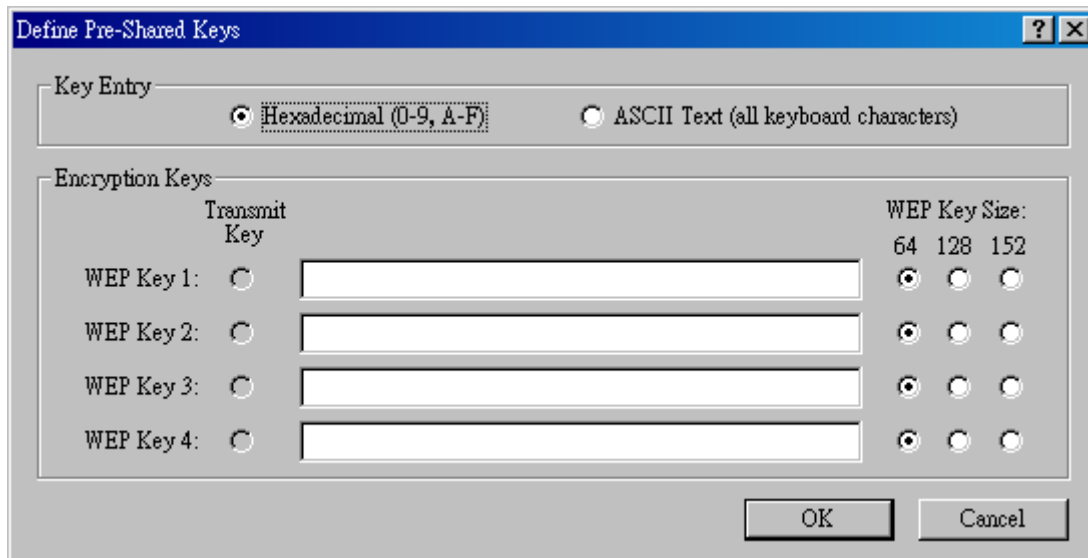 Define Pre-Shared Keys
Key Entry
Hexadecimal (0-9, A-F) ASCII Text (all keyboard characters)
Encryption Keys
Transmit Key
WEP Key Size:
64 128 152
WEP Key 1:
WEP Key 2:
WEP Key 3:
WEP Key 4:
OK Cancel